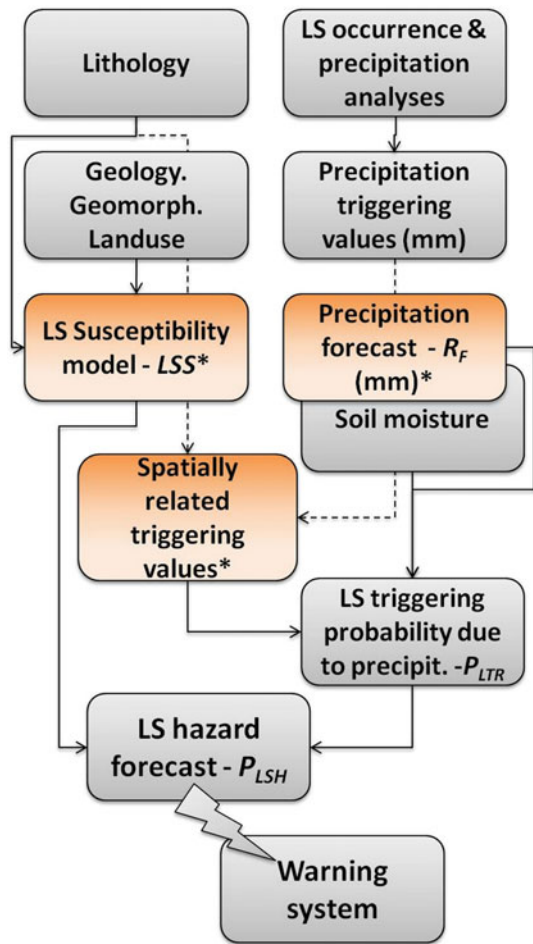 Lithology
LS occurrence &
precipitation
analyses
Geology.
Geomorph.
Landuse
Precipitation
triggering
values (mm)
LS Susceptibility
model - LSS*
Precipitation
forecast - RF
(mm)*
Soil moisture
Spatially
related
triggering
values*
LS triggering
probability due
to precipit. -PLTR
LS hazard
forecast - PLSH
Warning
system